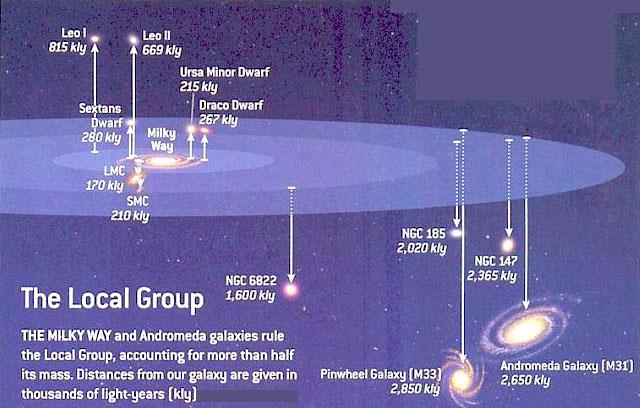 Leo I
815 kly
Leo II
669 kly
Ursa Minor Dwarf
215 kly
Draco Dwarf
267 kly
Sextans
Dwarf
280 kly
Milky
Way
LMC
170 kly
SMC
210 kly
NGC 185
2,020 kly
NGC 147
2,365 kly
NGC 6822
1,600 kly
The Local Group
THE MILKY WAY and Andromeda galaxies rule
the Local Group, accounting for more than half
its mass. Distances from our galaxy are given in
thousands of light-years (kly)
Pinwheel Galaxy (M33)
2,850 kly
Andromeda Galaxy (M31)
2,650 kly